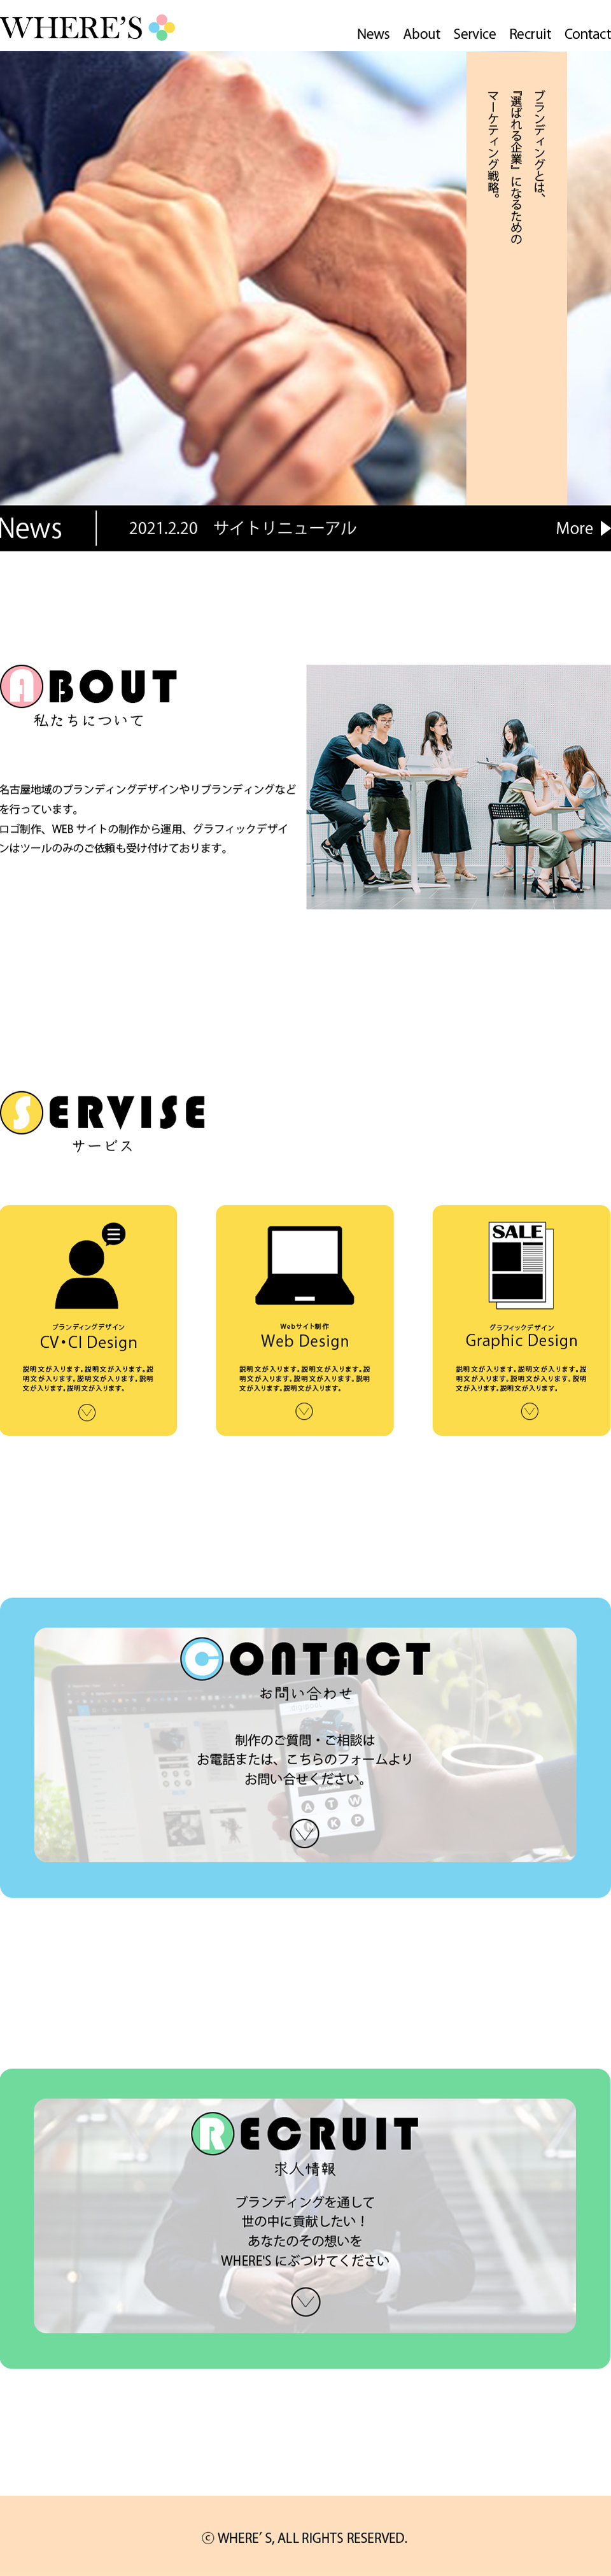 WHERE'S
News About Service Recruit Contact
ブランディングとは、
『選ばれる企業』になるための
マーケティング戦略。
News
2021.2.20 サイトリニューアル
More
ABOUT
私たちについて
名古屋地域のブランディングデザインやリブランディングなど
を行っています。
ロゴ制作、WEB サイトの制作から運用、グラフィックデザイ
ンはツールのみのご依頼も受け付けております。
SERVISE
サービス
ブランディングデザイン
CV・CI Design
説明文が入ります。説明文が入ります。説
明文が入ります。説明文が入ります。説明
文が入ります。説明文が入ります。
Webサイト制作
Web Design
説明文が入ります。説明文が入ります。説
明文が入ります。説明文が入ります。説明
文が入ります。説明文が入ります。
SALE
グラフィックデザイン
Graphic Design
説明文が入ります。説明文が入ります。説
明文が入ります。説明文が入ります。説明
文が入ります。説明文が入ります。
CONTACT
お問い合わせ
制作のご質問・ご相談は
お電話または、こちらのフォームより
お問い合せください。
A T W
K P
RECRUIT
求人情報
ブランディングを通して
世の中に貢献したい！
あなたのその想いを
WHERE'S にぶつけてください
ⓒ WHERE´S, ALL RIGHTS RESERVED.